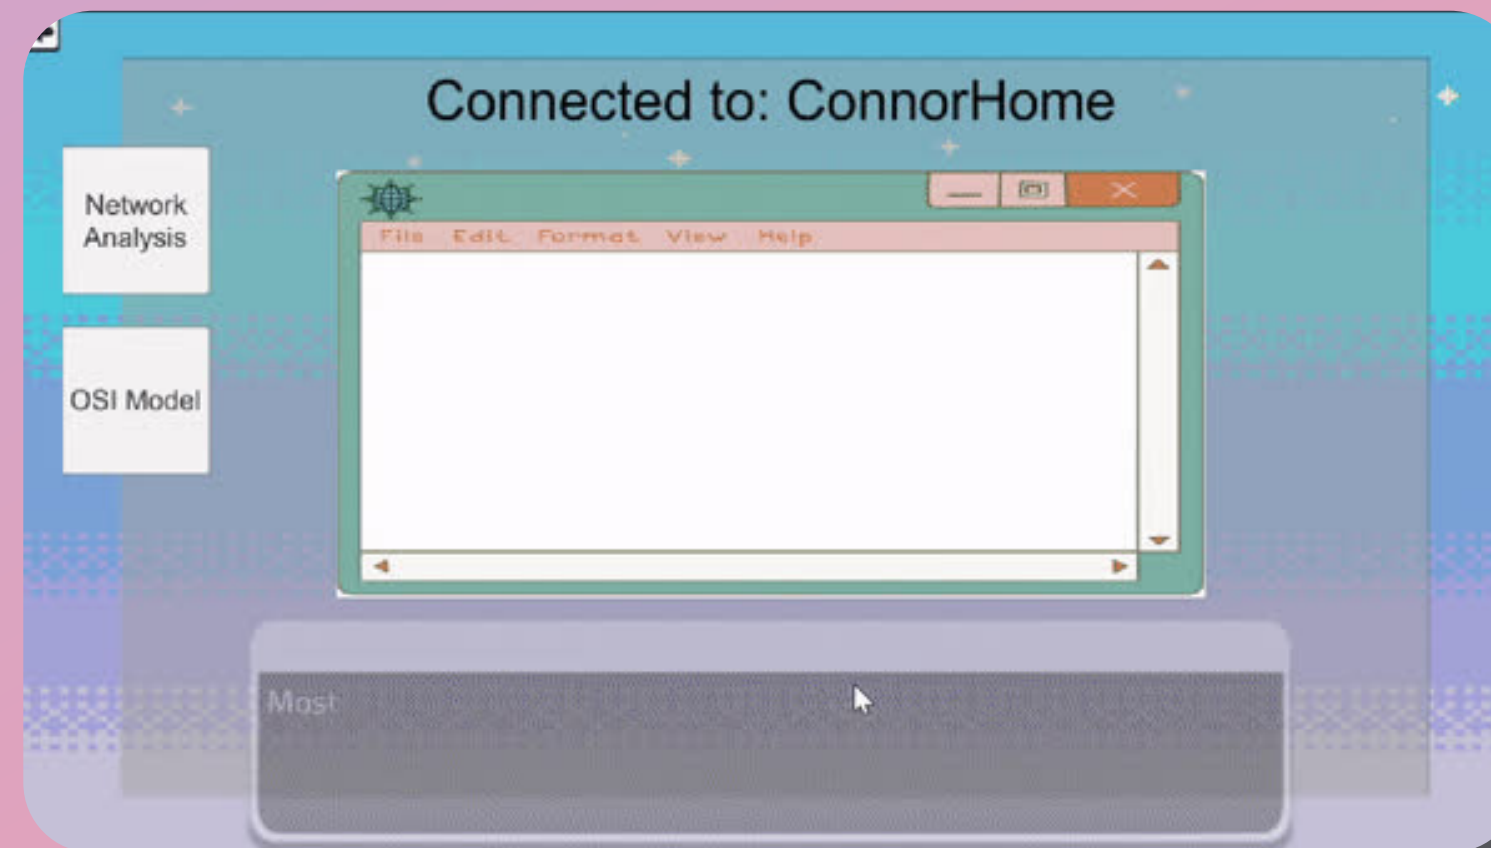 Connected to: ConnorHome
Network
Analysis
OSI Model
File Edit Format View Help
Most